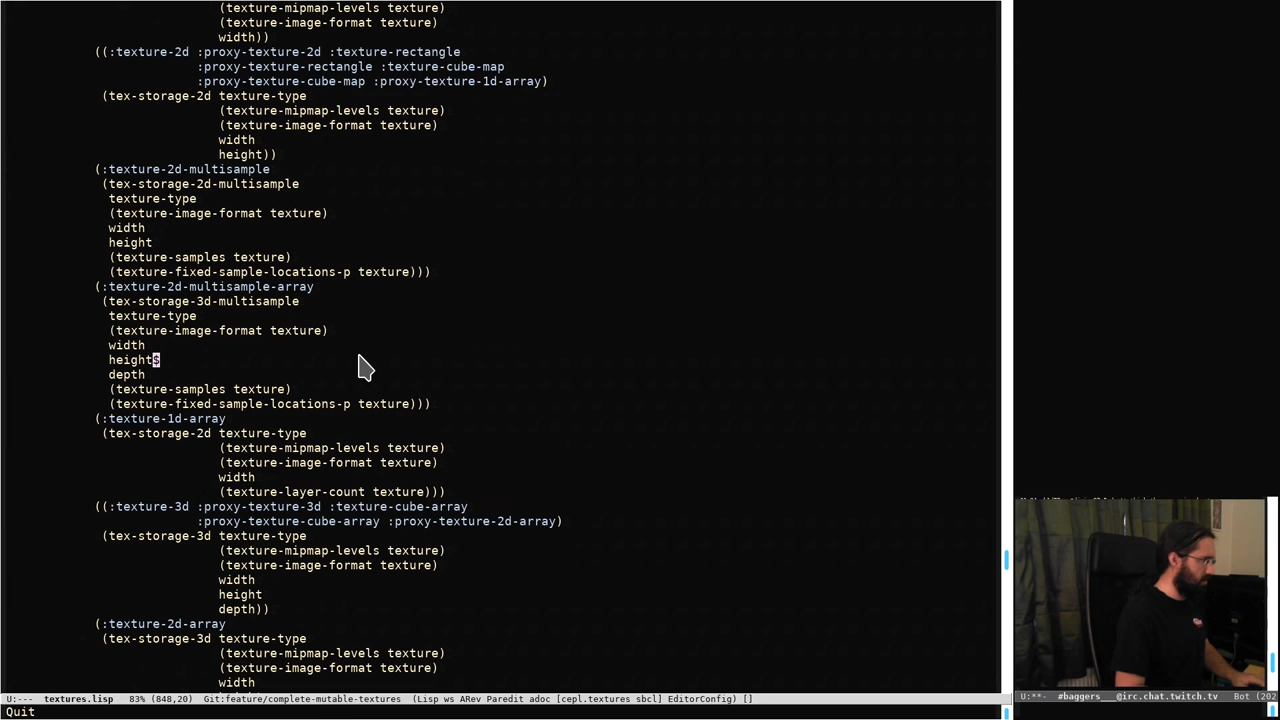 (texture-mipmap-levels texture)
(texture-image-format texture)
width))
((:texture-2d :proxy-texture-2d :texture-rectangle
:proxy-texture-rectangle :texture-cube-map
:proxy-texture-cube-map :proxy-texture-1d-array)
(tex-storage-2d texture-type
(texture-mipmap-levels texture)
(texture-image-format texture)
width
height))
(:texture-2d-multisample
(tex-storage-2d-multisample
texture-type
(texture-image-format texture)
width
height
(texture-samples texture)
(texture-fixed-sample-locations-p texture)))
(:texture-2d-multisample-array
(tex-storage-3d-multisample
texture-type
(texture-image-format texture)
width
height$
depth
(texture-samples texture)
(texture-fixed-sample-locations-p texture)))
(:texture-1d-array
(tex-storage-2d texture-type
(texture-mipmap-levels texture)
(texture-image-format texture)
width
(texture-layer-count texture)))
((:texture-3d :proxy-texture-3d :texture-cube-array
:proxy-texture-cube-array :proxy-texture-2d-array)
(tex-storage-3d texture-type
(texture-mipmap-levels texture)
(texture-image-format texture)
width
height
depth))
(:texture-2d-array
(tex-storage-3d texture-type
(texture-mipmap-levels texture)
(texture-image-format texture)
width
U:--- textures.lisp 83% (848,20) Git:feature/complete-mutable-textures (Lisp ws ARev Paredit adoc [cepl.textures sbcl] EditorConfig) []
U:**- #baggers___@irc.chat.twitch.tv Bot (202
Quit